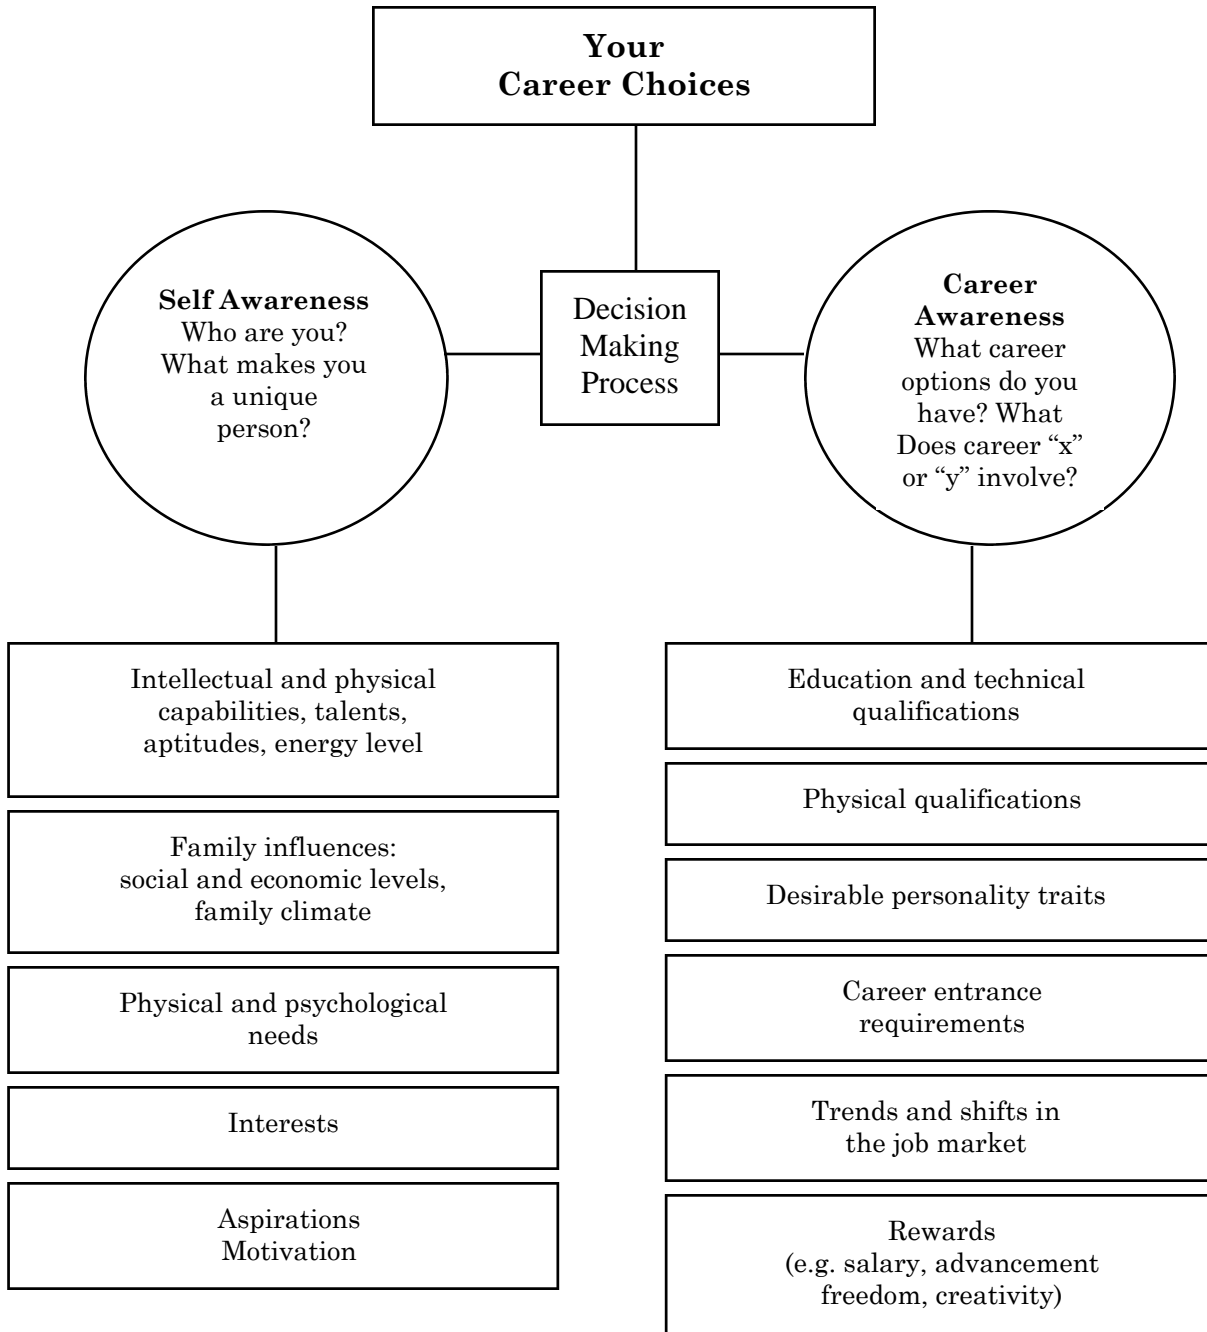 Your
Career Choices
Self Awareness
Who are you?
What makes you
a unique
person?
Decision
Making
Process
Career
Awareness
What career
options do you
have? What
Does career “x”
or “y” involve?
Intellectual and physical
capabilities, talents,
aptitudes, energy level
Family influences:
social and economic levels,
family climate
Physical and psychological
needs
Interests
Aspirations
Motivation
Education and technical
qualifications
Physical qualifications
Desirable personality traits
Career entrance
requirements
Trends and shifts in
the job market
Rewards
(e.g. salary, advancement
freedom, creativity)